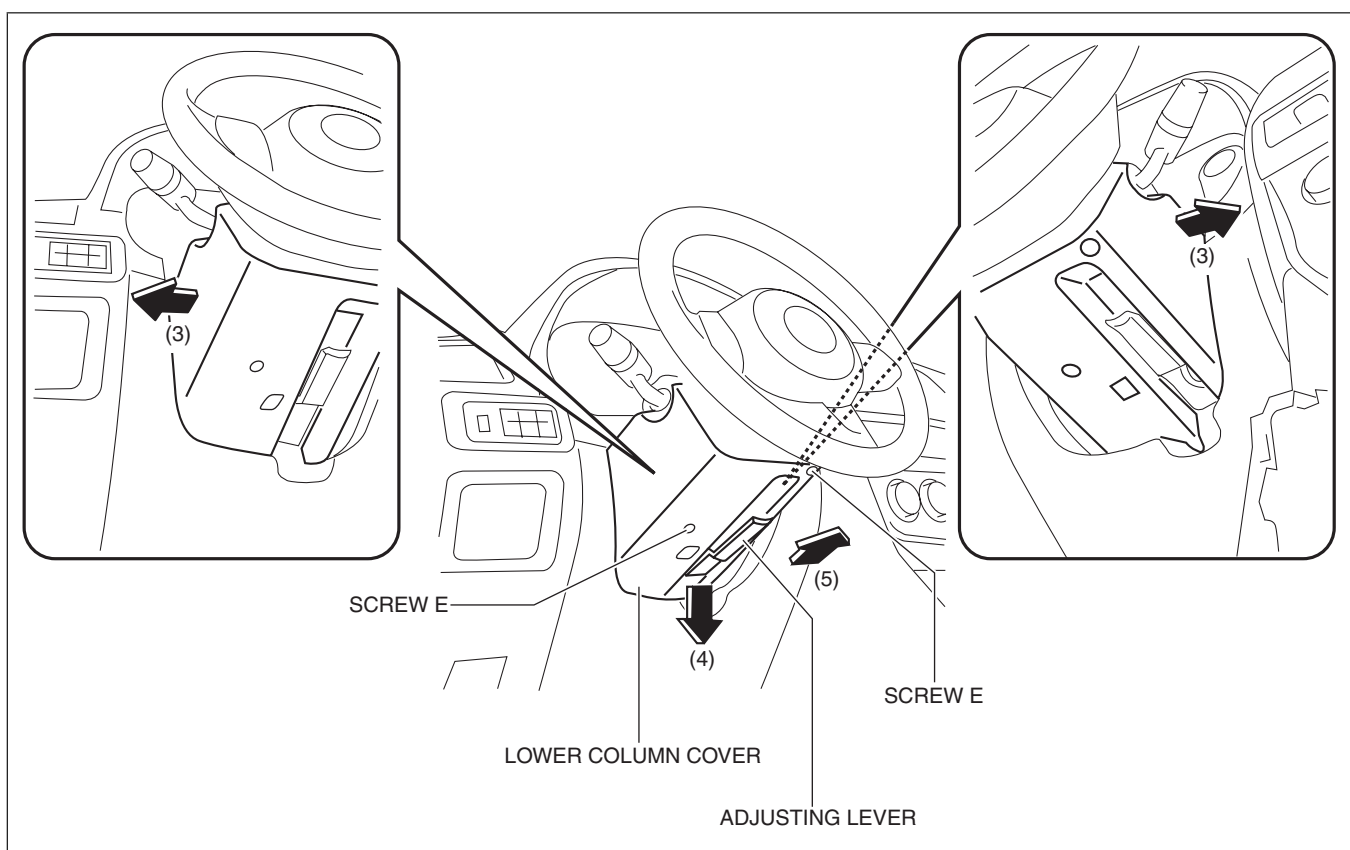 (3)
(3)
(5)
SCREW E
(4)
SCREW E
LOWER COLUMN COVER
ADJUSTING LEVER